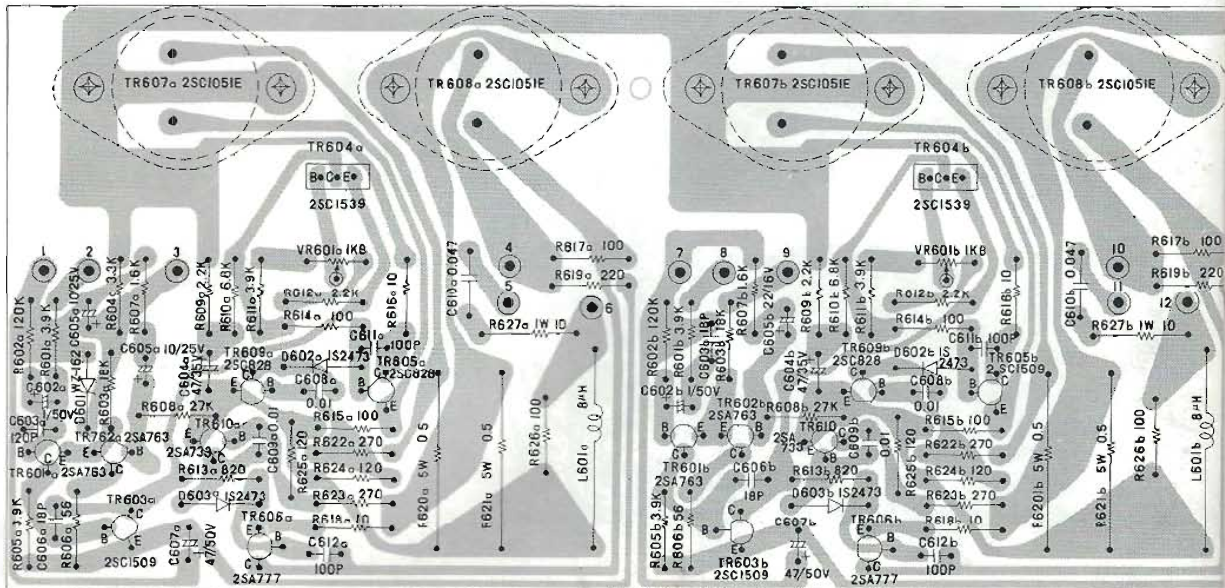 TR607a 2SC1051E
TR608a 2SC1051E
TR607b 2SC1051E
TR608b 2SC1051E
TR604a
B C E
2SC1539
TR604b
B C E
2SC1539
1
2
3
4
5
6
7
8
9
10
11
12
VR601a 1KB
R617a 100
R619a 220
C610a 0.047
R616a 10
R612a 2.2K
R614a 100
R627a 1W 10
C611a
100P
R604a 3.3K
R607a 1.6K
R609a 2.2K
R610a 6.8K
R611a 3.9K
C605a 10/25V
R602a 120K
R601a 3.9K
C605a 10/25V
C602a
1/50V
D601 WZ-162
R603a 18K
C604a
47/35V
TR609a
2SC828
D602a 1S2473
TR805a
2SC828
C608a
0.01
C603
120P
R608a 27K
TR610a
2SA733
C609a 0.01
R615a 100
R622a 270
R625a 120
R624a 120
R623a 270
R618a 10
TR601a
TR762a 2SA763
2SA763
R613a 820
D603a 1S2473
TR603a
2SC1509
R605a 3.9K
C606a 18P
R606a 56
C607a
47/50V
TR606a
2SA777
C612a
100P
R620a 5W 0.5
R621a 5W 0.5
R626a 100
L601a 8μH
VR601b 1KB
R617b 100
R619b 220
C610b 0.047
R616b 10
R612b 2.2K
R614b 100
R627b 1W 10
C611b 100P
R602b 120K
R601b 3.9K
C603b 18P
R603b 18K
R607b 1.6K
C605b 22/16V
R609b 2.2K
R610b 6.8K
R611b 3.9K
C604b
47/35V
TR609b
2SC828
D602b 1S
2473
TR605b
2SC1509
C608b
0.01
C602b 1/50V
TR602b
2SA763
R608b 27K
TR610
2SA
733
C609b 0.01
R615b 100
R622b 270
R625b 120
R624b 120
R623b 270
R618b 10
TR601b
2SA763
C606b
18P
R613b 820
D603b 1S2473
R605b 3.9K
R606b 56
TR603b
2SC1509
C607b
47/50V
TR606b
2SA777
C612b
100P
R620b 5W 0.5
R621b 5W 0.5
R626b 100
L601b 8μH